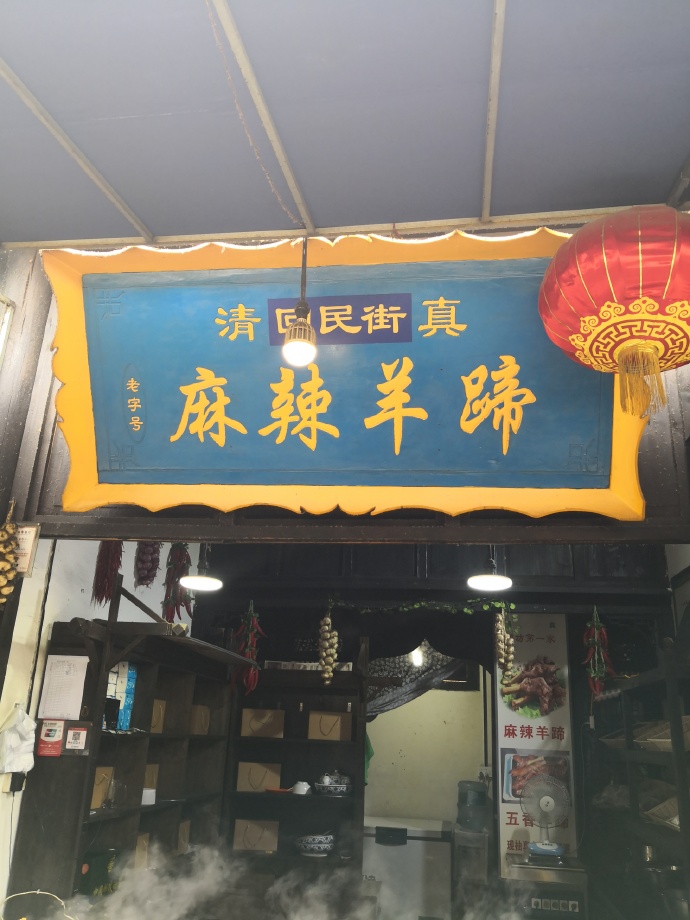 清 回民街 真
老字号
麻辣羊蹄
麻辣羊蹄
五香